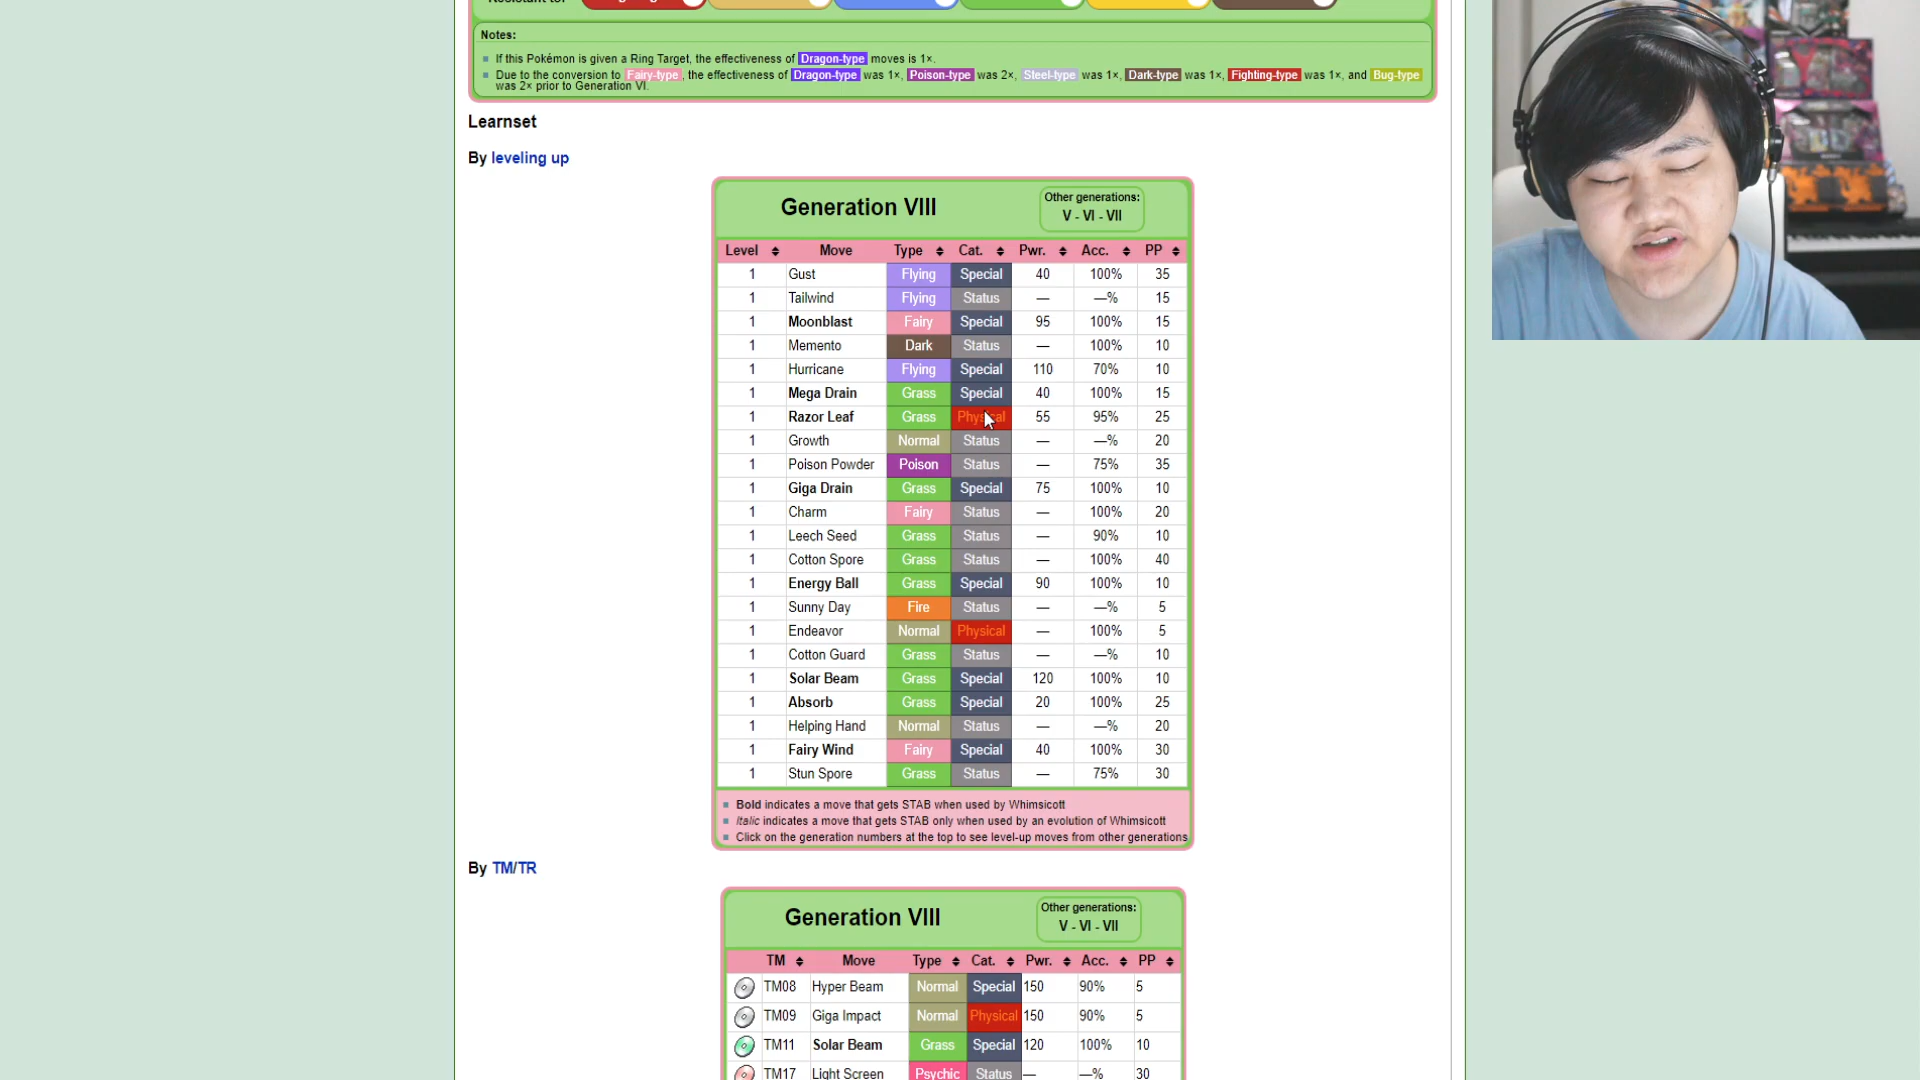 Notes:
If this Pokémon is given a Ring Target, the effectiveness of Dragon-type moves is 1×.
Due to the conversion to Fairy-type, the effectiveness of Dragon-type was 1×, Poison-type was 2×, Steel-type was 1×, Dark-type was 1×, Fighting-type was 1×, and Bug-type
was 2× prior to Generation VI.
Learnset
By leveling up
Generation VIII
Other generations:
V - VI - VII
Level Move Type Cat. Pwr. Acc. PP
1 Gust Flying Special 40 100% 35
1 Tailwind Flying Status — —% 15
1 Moonblast Fairy Special 95 100% 15
1 Memento Dark Status — 100% 10
1 Hurricane Flying Special 110 70% 10
1 Mega Drain Grass Special 40 100% 15
1 Razor Leaf Grass Physical 55 95% 25
1 Growth Normal Status — —% 20
1 Poison Powder Poison Status — 75% 35
1 Giga Drain Grass Special 75 100% 10
1 Charm Fairy Status — 100% 20
1 Leech Seed Grass Status — 90% 10
1 Cotton Spore Grass Status — 100% 40
1 Energy Ball Grass Special 90 100% 10
1 Sunny Day Fire Status — —% 5
1 Endeavor Normal Physical — 100% 5
1 Cotton Guard Grass Status — —% 10
1 Solar Beam Grass Special 120 100% 10
1 Absorb Grass Special 20 100% 25
1 Helping Hand Normal Status — —% 20
1 Fairy Wind Fairy Special 40 100% 30
1 Stun Spore Grass Status — 75% 30
Bold indicates a move that gets STAB when used by Whimsicott
Italic indicates a move that gets STAB only when used by an evolution of Whimsicott
Click on the generation numbers at the top to see level-up moves from other generations
By TM/TR
Generation VIII
Other generations:
V - VI - VII
TM Move Type Cat. Pwr. Acc. PP
TM08 Hyper Beam Normal Special 150 90% 5
TM09 Giga Impact Normal Physical 150 90% 5
TM11 Solar Beam Grass Special 120 100% 10
TM17 Light Screen Psychic Status — —% 30